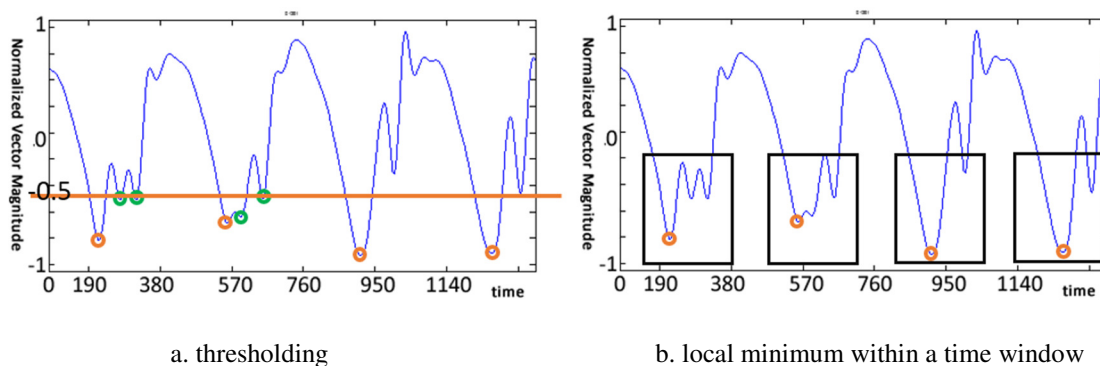 1
0
-0.5
-1
Normalized Vector Magnitude
0 190 380 570 760 950 1140 time
a. thresholding
1
0
-1
Normalized Vector Magnitude
0 190 380 570 760 950 1140 time
b. local minimum within a time window